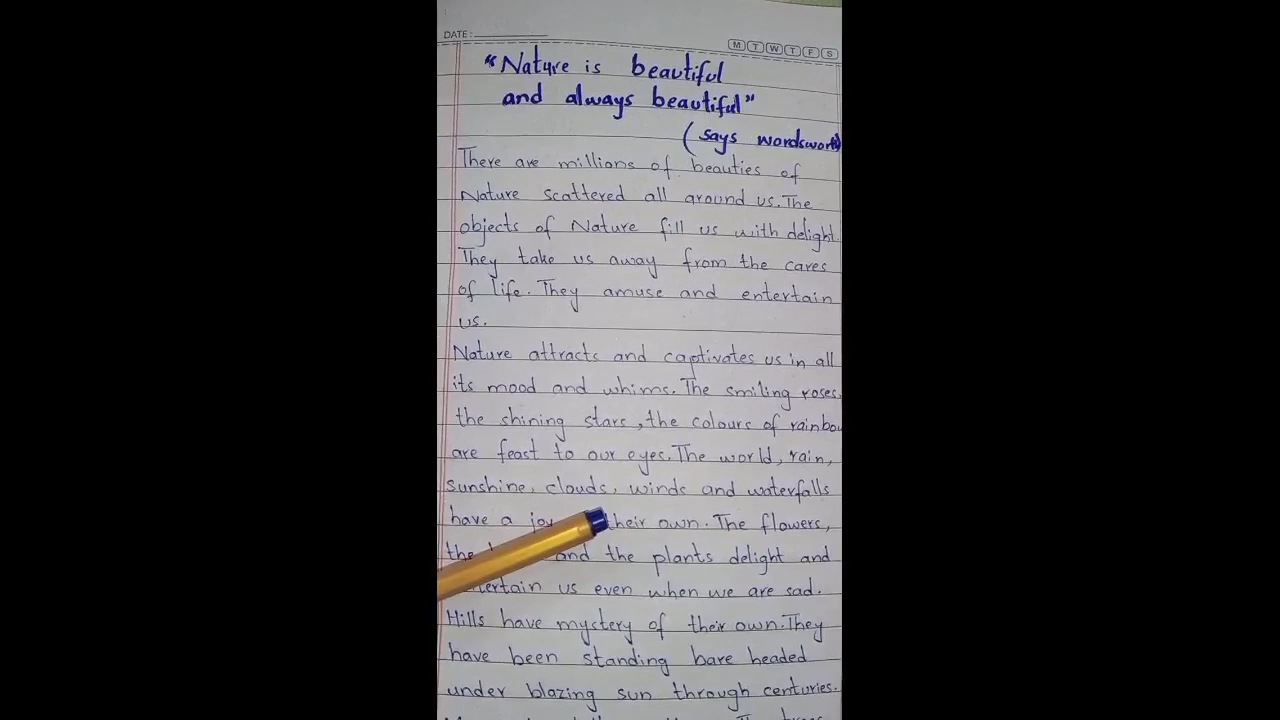 DATE:
M T W T F S
"Nature is beautiful
and always beautiful"
(says wordsworth)
There are millions of beauties of
Nature scattered all around us. The
objects of Nature fill us with delight.
They take us away from the cares
of life. They amuse and entertain
us.
Nature attracts and captivates us in all
its mood and whims. The smiling roses,
the shining stars, the colours of rainbow
are feast to our eyes. The world, rain,
sunshine, clouds, winds and waterfalls
have a joy their own. The flowers,
the and the plants delight and
us even when we are sad.
Hills have mystery of their own. They
have been standing bare headed
under blazing sun through centuries.